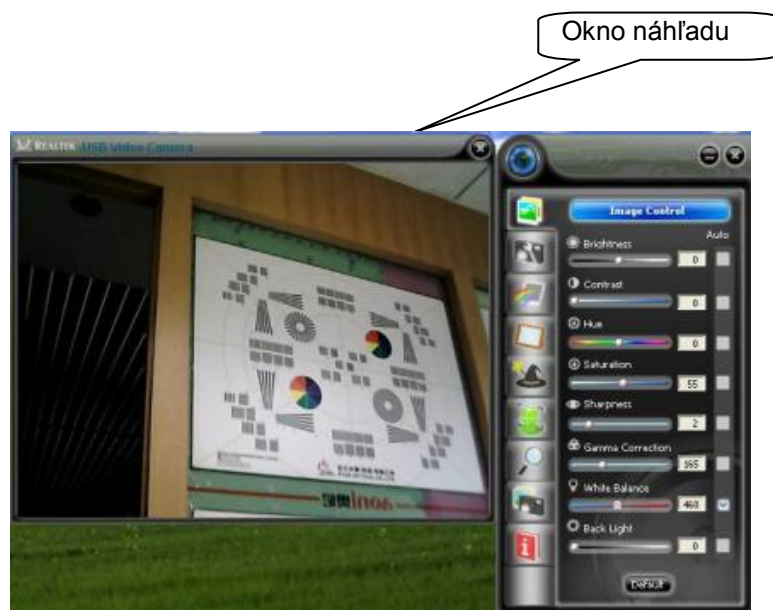 Okno náhľadu
REALTEK USB Video Camera
Image Control
Auto
Brightness
0
Contrast
0
Hue
0
Saturation
55
Sharpness
2
Gamma Correction
165
White Balance
460
Back Light
0
Default
inog